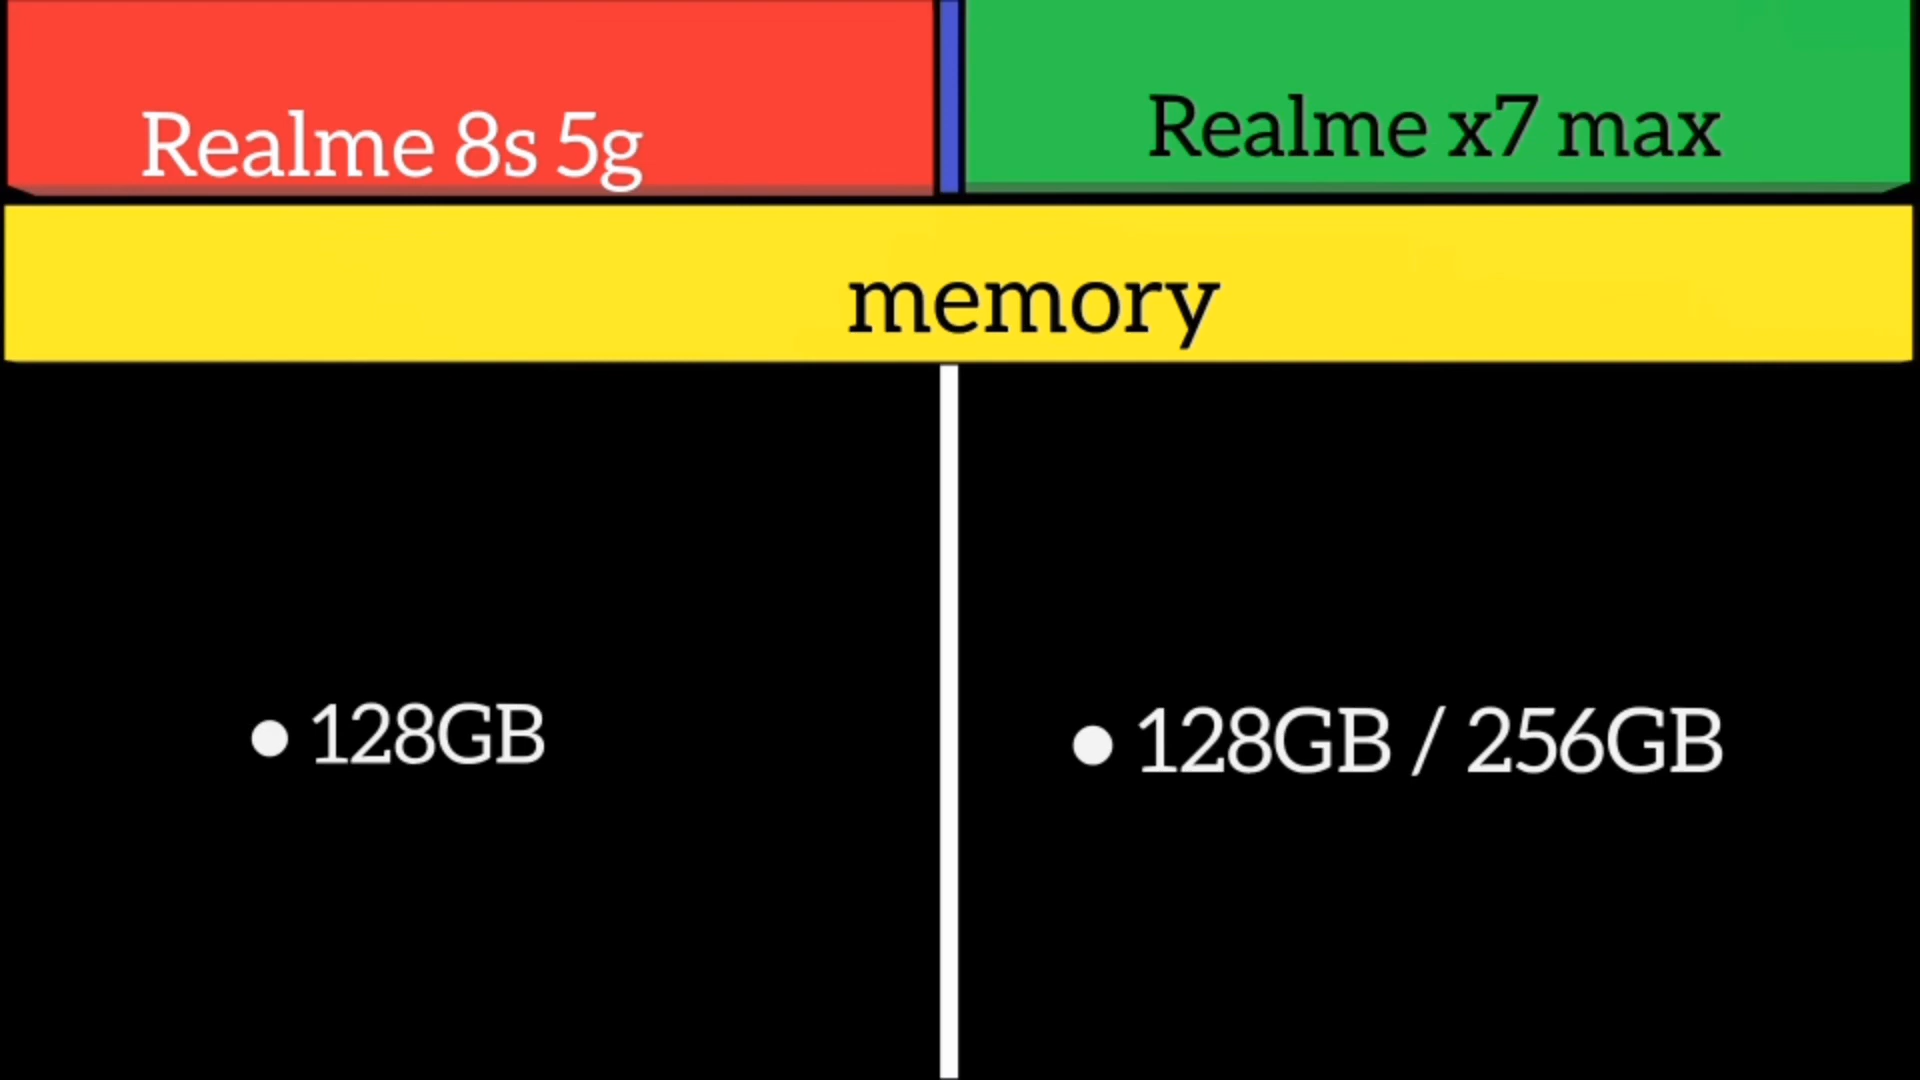 Realme 8s 5g
Realme x7 max
memory
● 128GB
● 128GB / 256GB